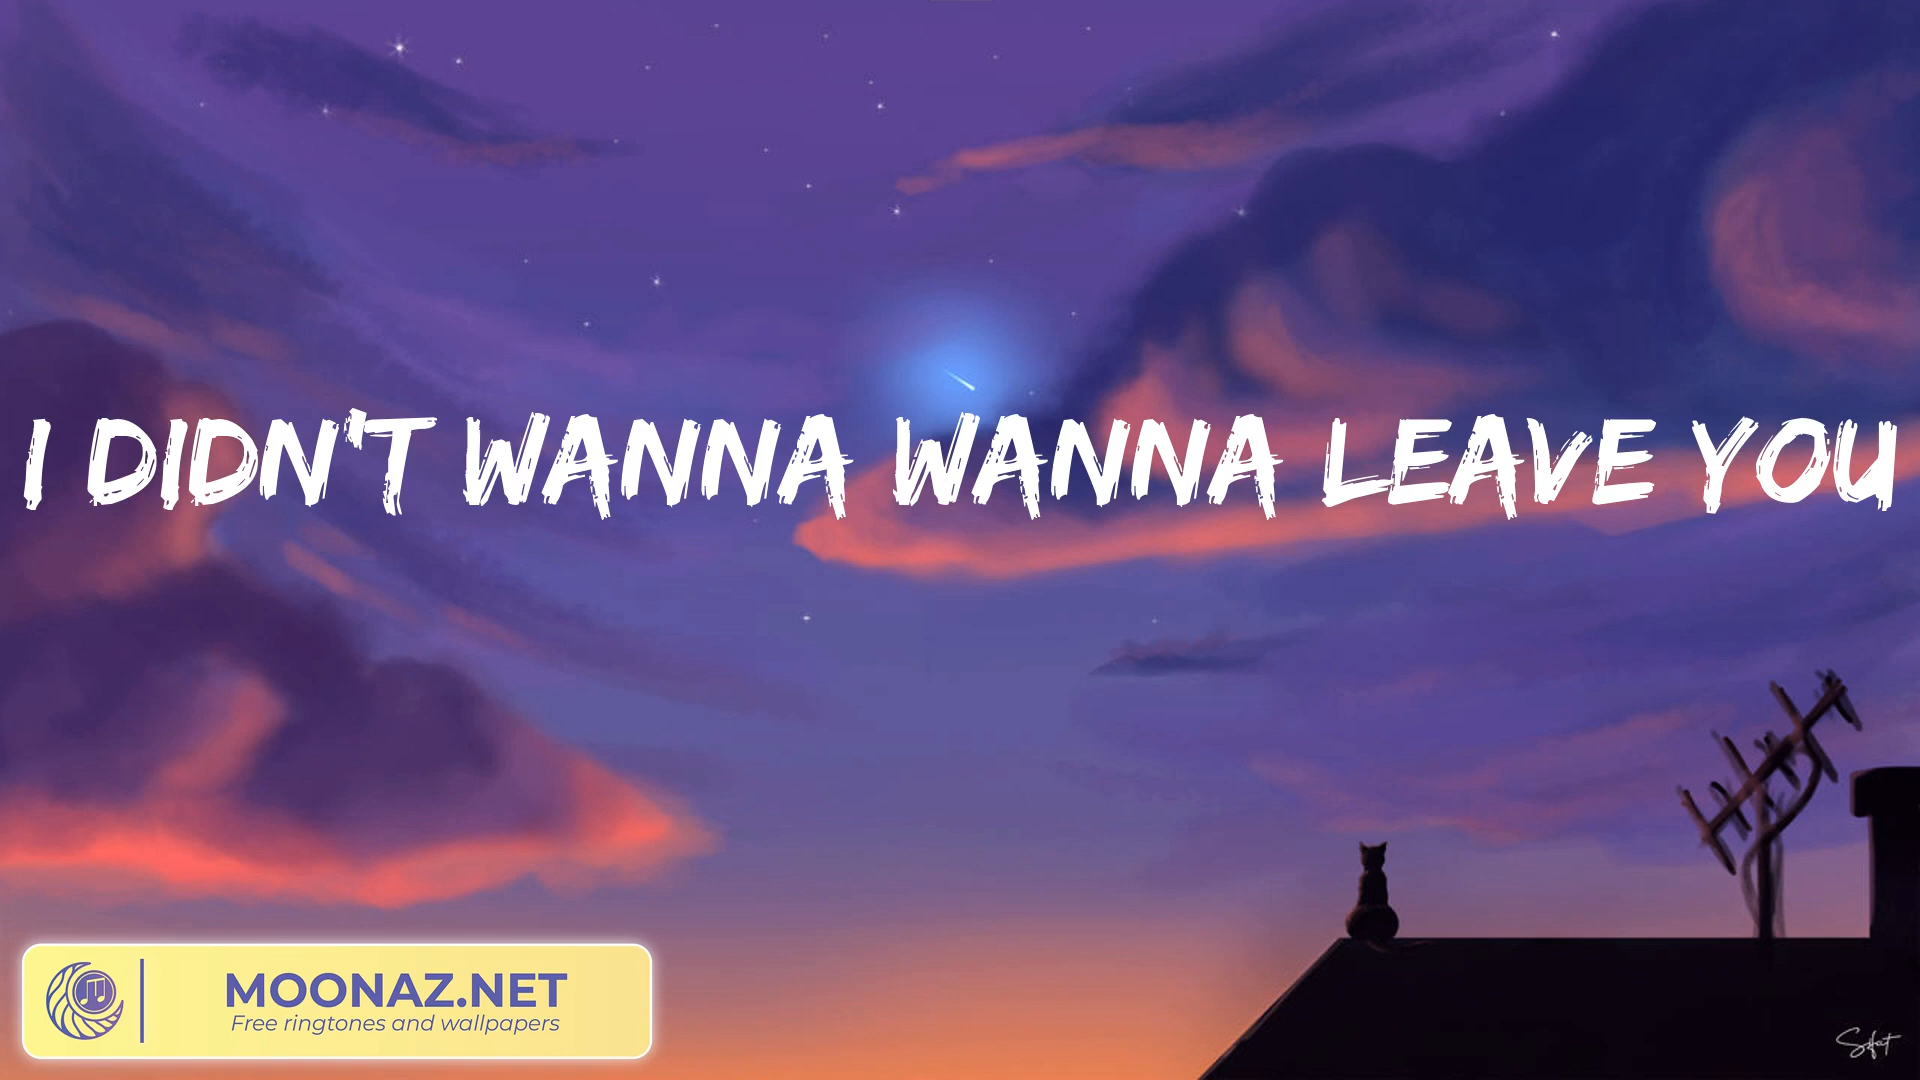 I DIDN'T WANNA WANNA LEAVE YOU
MOONAZ.NET
Free ringtones and wallpapers